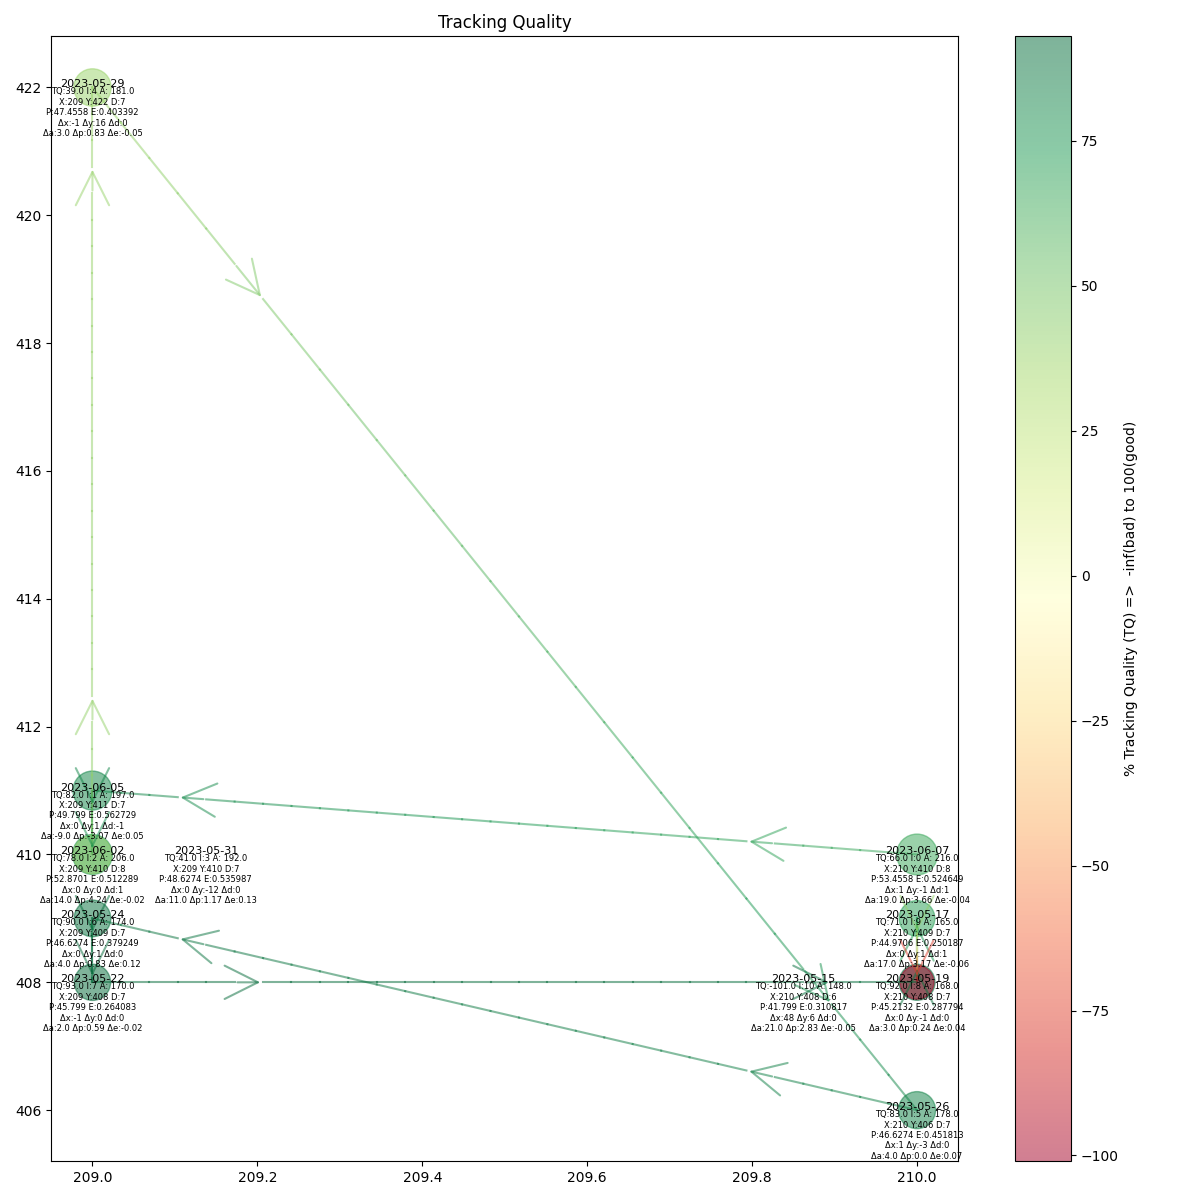 Tracking Quality
422
420
418
416
414
412
410
408
406
209.0
209.2
209.4
209.6
209.8
210.0
2023-05-29
TQ:39.0 I:4 A: 181.0
X:209 Y:422 D:7
P:47.4558 E:0.403392
Δx:-1 Δy:16 Δd:0
Δa:3.0 Δp:0.83 Δe:-0.05
2023-06-05
TQ:82.0 I:1 A: 197.0
X:209 Y:411 D:7
P:49.799 E:0.562729
Δx:0 Δy:1 Δd:-1
Δa:-9.0 Δp:-3.07 Δe:0.05
2023-06-02
TQ:78.0 I:2 A: 206.0
X:209 Y:410 D:8
P:52.8701 E:0.512289
Δx:0 Δy:0 Δd:1
Δa:14.0 Δp:4.24 Δe:-0.02
2023-05-31
TQ:41.0 I:3 A: 192.0
X:209 Y:410 D:7
P:48.6274 E:0.535987
Δx:0 Δy:-12 Δd:0
Δa:11.0 Δp:1.17 Δe:0.13
2023-06-07
TQ:66.0 I:0 A: 216.0
X:210 Y:410 D:8
P:53.4558 E:0.524649
Δx:1 Δy:-1 Δd:1
Δa:19.0 Δp:3.66 Δe:-0.04
2023-05-24
TQ:90.0 I:6 A: 174.0
X:209 Y:409 D:7
P:46.6274 E:0.379249
Δx:0 Δy:1 Δd:0
Δa:4.0 Δp:0.83 Δe:0.12
2023-05-17
TQ:71.0 I:9 A: 165.0
X:210 Y:409 D:7
P:44.9706 E:0.250187
Δx:0 Δy:1 Δd:1
Δa:17.0 Δp:3.17 Δe:-0.06
2023-05-22
TQ:93.0 I:7 A: 170.0
X:209 Y:408 D:7
P:45.799 E:0.264083
Δx:-1 Δy:0 Δd:0
Δa:2.0 Δp:0.59 Δe:-0.02
2023-05-15
TQ:-101.0 I:10 A: 148.0
X:210 Y:408 D:6
P:41.799 E:0.310817
Δx:48 Δy:6 Δd:0
Δa:21.0 Δp:2.83 Δe:-0.05
2023-05-19
TQ:92.0 I:8 A: 168.0
X:210 Y:408 D:7
P:45.2132 E:0.287794
Δx:0 Δy:-1 Δd:0
Δa:3.0 Δp:0.24 Δe:0.04
2023-05-26
TQ:83.0 I:5 A: 178.0
X:210 Y:406 D:7
P:46.6274 E:0.451813
Δx:1 Δy:-3 Δd:0
Δa:4.0 Δp:0.0 Δe:0.07
75
50
25
0
−25
−50
−75
−100
% Tracking Quality (TQ) => -inf(bad) to 100(good)